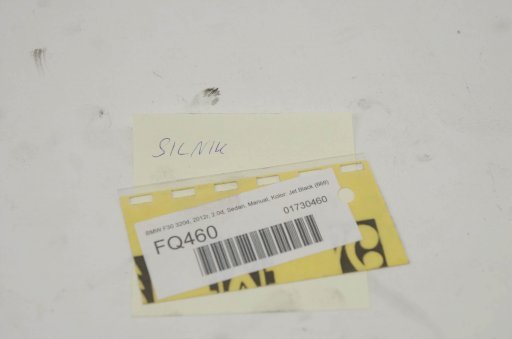 SILNIK
BMW F30 320d, 2012r, 2.0d, Sedan, Manual, Kolor: Jet Black (668)
01730460
FQ460